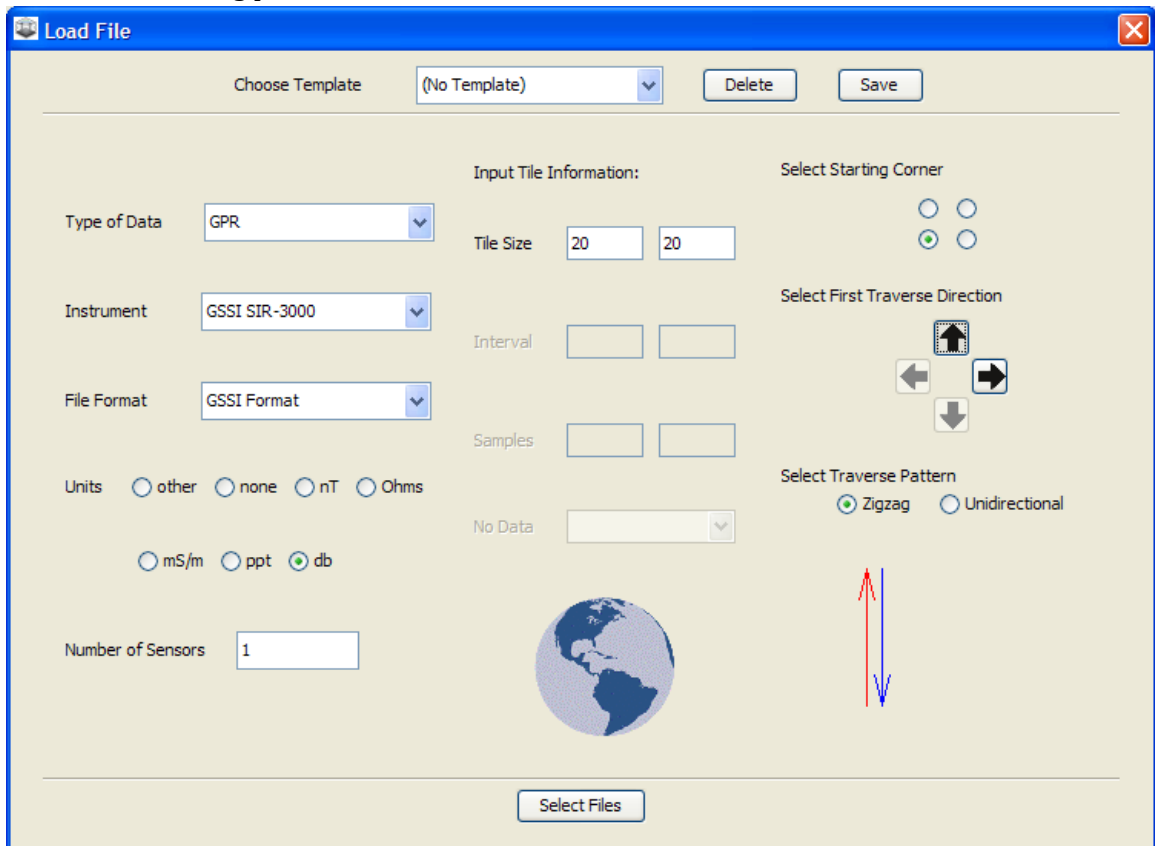 Load File
Choose Template (No Template) Delete Save
Input Tile Information:
Select Starting Corner
Type of Data GPR
Tile Size 20 20
Instrument GSSI SIR-3000
Select First Traverse Direction
Interval
File Format GSSI Format
Samples
Select Traverse Pattern
Zigzag Unidirectional
Units other none nT Ohms
No Data
mS/m ppt db
Number of Sensors 1
Select Files